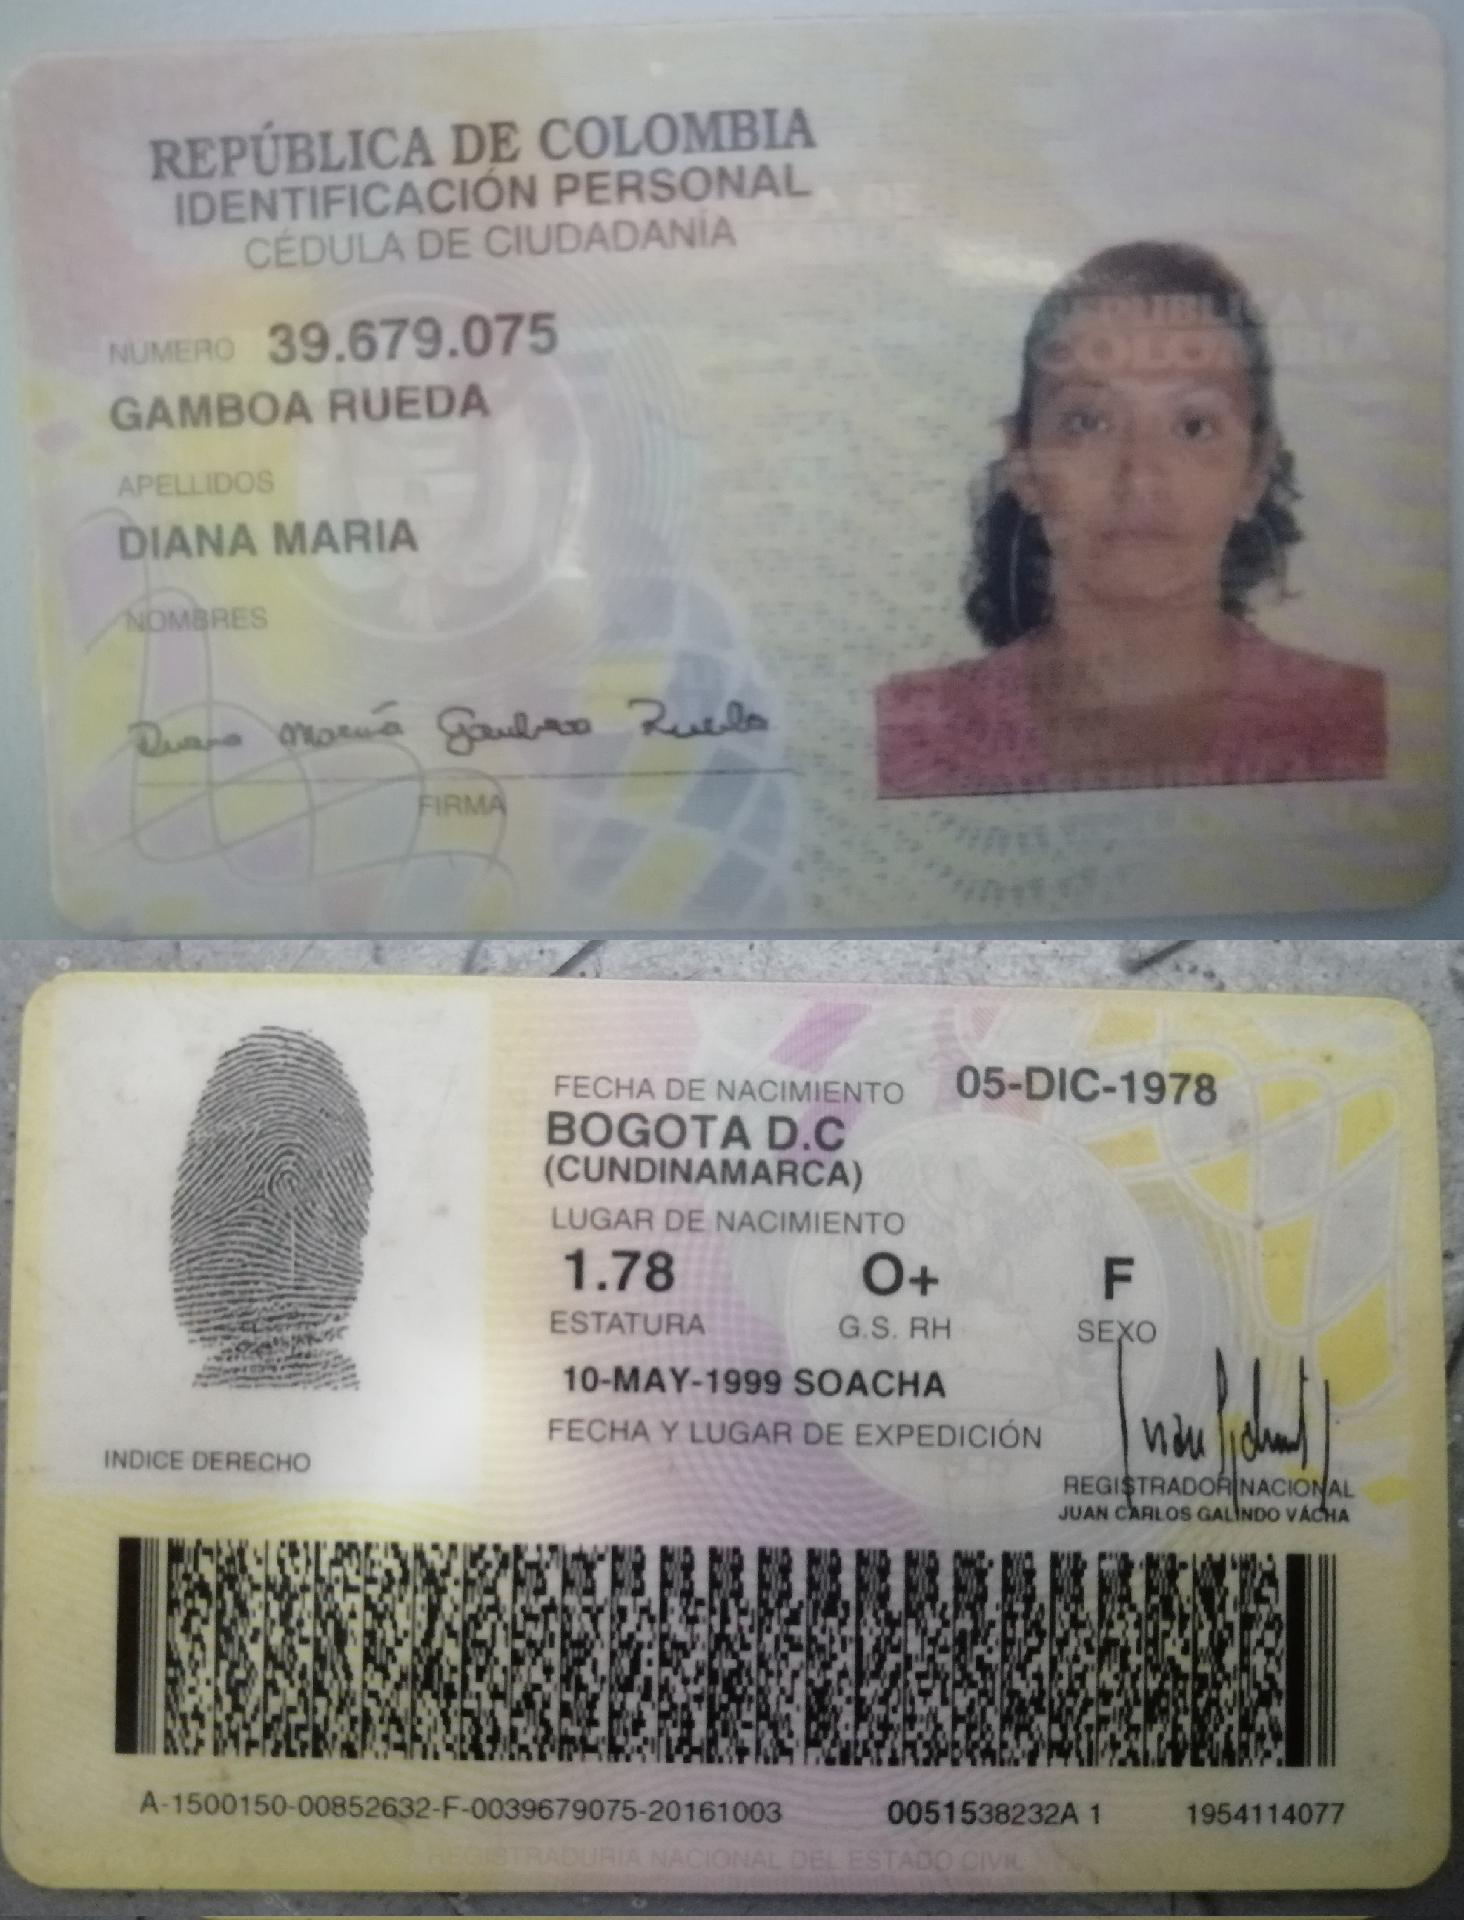 REPÚBLICA DE COLOMBIA
IDENTIFICACIÓN PERSONAL
CÉDULA DE CIUDADANÍA
NUMERO 39.679.075
GAMBOA RUEDA
APELLIDOS
DIANA MARIA
NOMBRES
Diana María Gamboa Rueda
FIRMA
FECHA DE NACIMIENTO 05-DIC-1978
BOGOTA D.C
(CUNDINAMARCA)
LUGAR DE NACIMIENTO
1.78 O+ F
ESTATURA G.S. RH SEXO
10-MAY-1999 SOACHA
FECHA Y LUGAR DE EXPEDICIÓN
INDICE DERECHO
REGISTRADOR NACIONAL
JUAN CARLOS GALINDO VÁCHA
A-1500150-00852632-F-0039679075-20161003 0051538232A 1 1954114077
REGISTRADURIA NACIONAL DEL ESTADO CIVIL